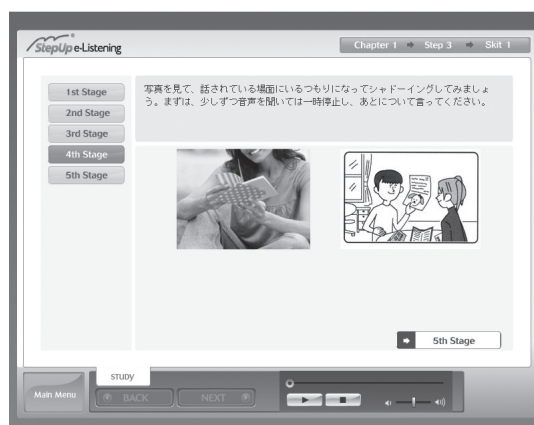 StepUp e-Listening
Chapter 1 ➡ Step 3 ➡ Skit 1
1st Stage
2nd Stage
3rd Stage
4th Stage
5th Stage
写真を見て、話されている場面にいるつもりになってシャドーイングしてみましょ
う。まずは、少しずつ音声を聞いては一時停止し、あとについて言ってください。
5th Stage
STUDY
Main Menu
BACK
NEXT